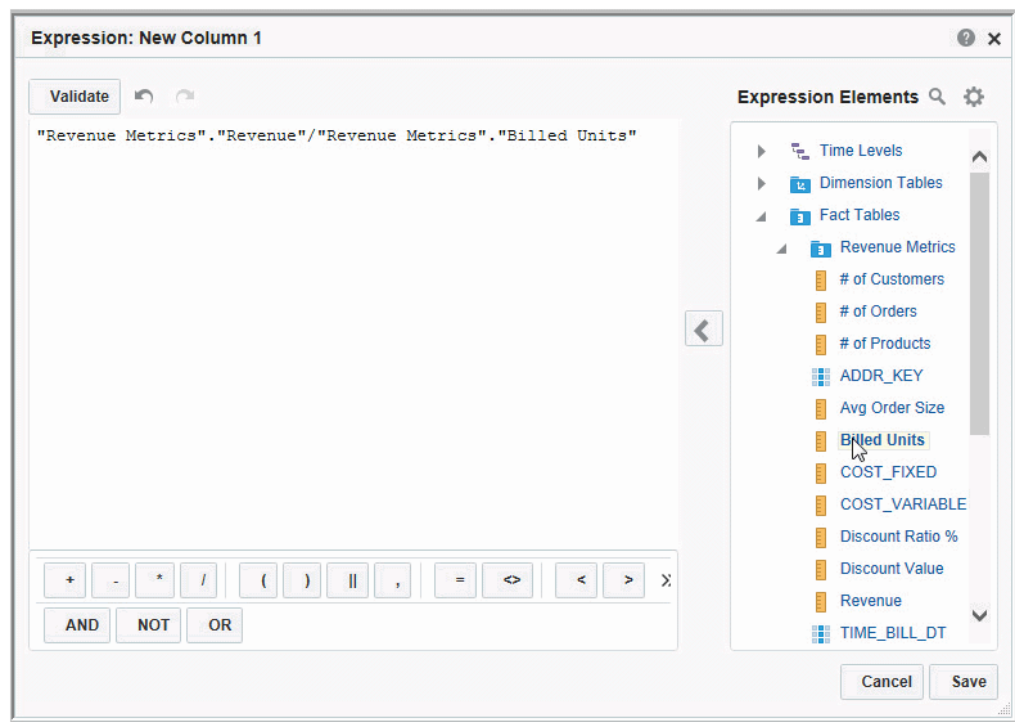 Expression: New Column 1
Validate
"Revenue Metrics"."Revenue"/"Revenue Metrics"."Billed Units"
Expression Elements
Time Levels
Dimension Tables
Fact Tables
Revenue Metrics
# of Customers
# of Orders
# of Products
ADDR_KEY
Avg Order Size
Billed Units
COST_FIXED
COST_VARIABLE
Discount Ratio %
Discount Value
Revenue
TIME_BILL_DT
+ - * / ( ) || , = <> < >
AND NOT OR
Cancel Save